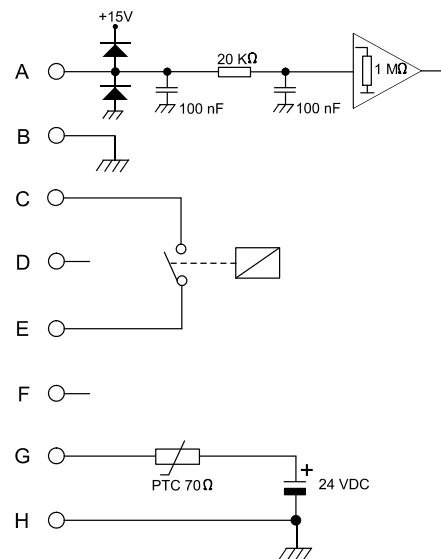 +15V
A
20 KΩ
100 nF
100 nF
1 MΩ
B
C
D
E
F
G
PTC 70Ω
+
24 VDC
H